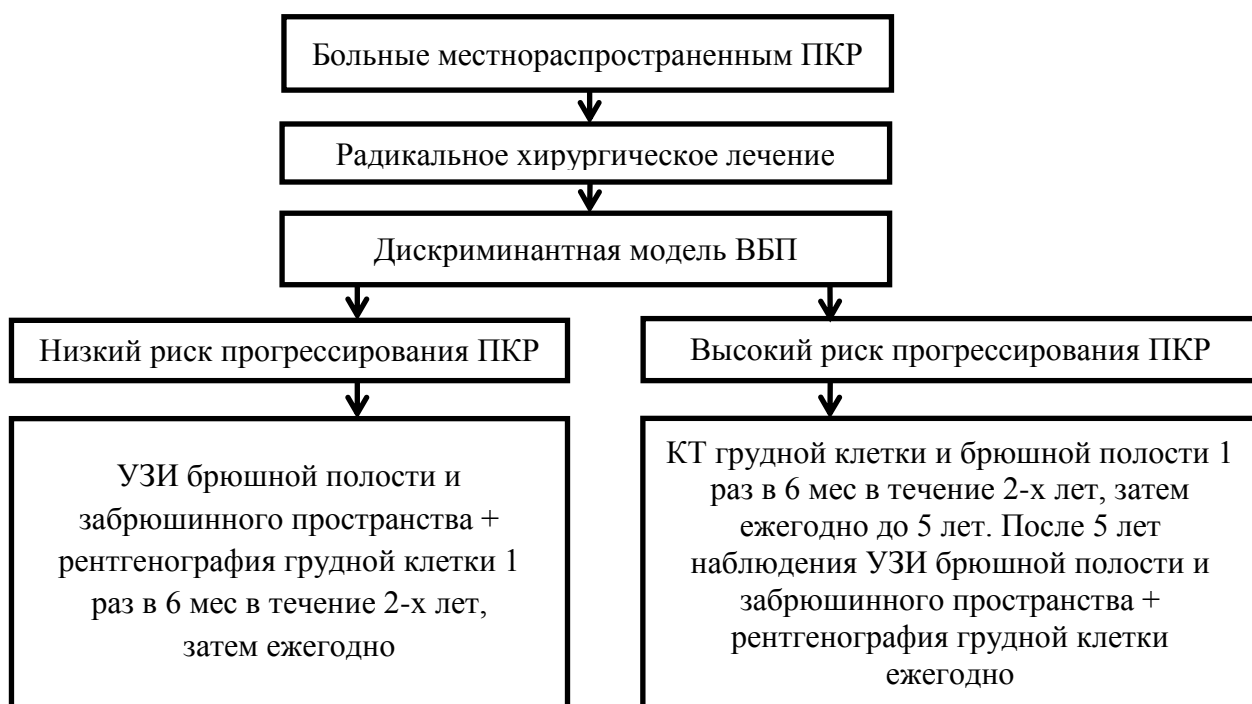 Больные местнораспространенным ПКР
Радикальное хирургическое лечение
Дискриминантная модель ВБП
Низкий риск прогрессирования ПКР
Высокий риск прогрессирования ПКР
УЗИ брюшной полости и
забрюшинного пространства +
рентгенография грудной клетки 1
раз в 6 мес в течение 2-х лет,
затем ежегодно
КТ грудной клетки и брюшной полости 1
раз в 6 мес в течение 2-х лет, затем
ежегодно до 5 лет. После 5 лет
наблюдения УЗИ брюшной полости и
забрюшинного пространства +
рентгенография грудной клетки
ежегодно